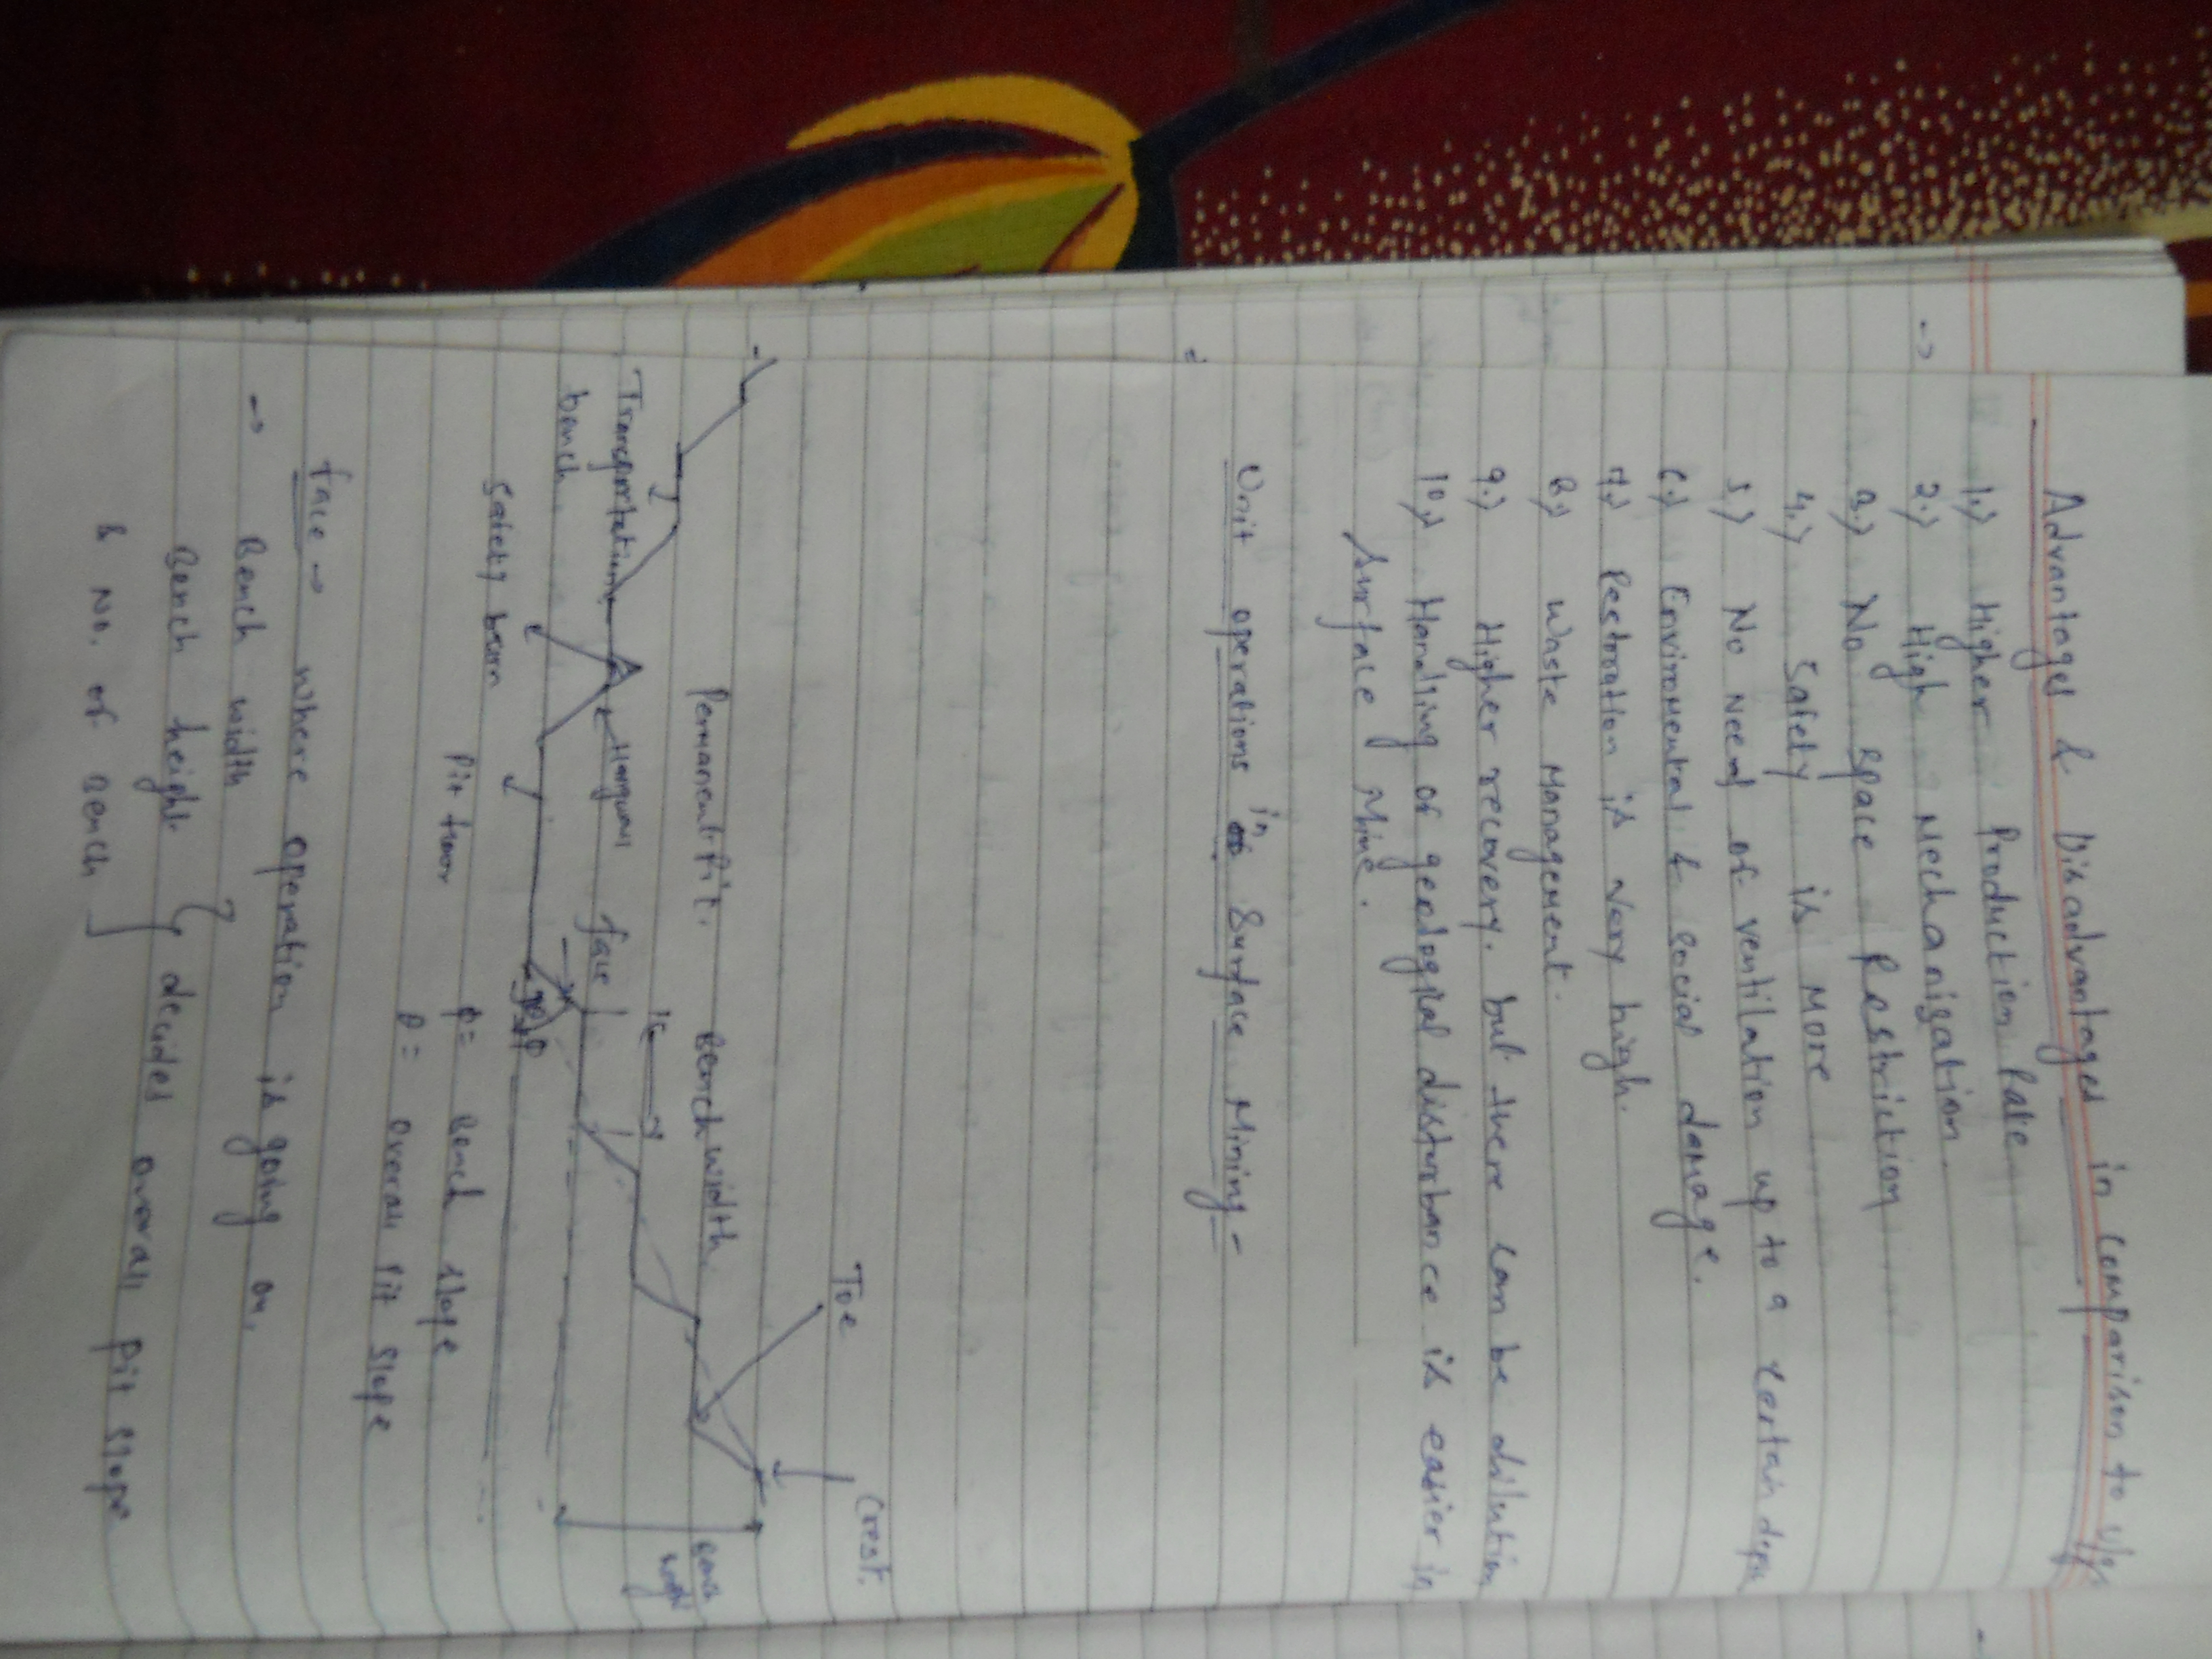 Advantages & Disadvantages in comparison to u/g
1.) Higher Production Rate
2.) High Mechanisation
3.) No Space Restriction
4.) Safety is More
5.) No Need of ventilation up to a certain depth
6.) Enviromental & social damage.
7.) Restoration is very high.
8.) Waste Management.
9.) Higher recovery. but there can be dilution
10.) Handling of geological disturbance is easier in
Surface Mine.
Unit operations in Surface Mining -
Toe
Crest.
Permanent Pit.
Bench width
Bench height
Transportation bench
face
Safety berm
Pit floor
φ = Bench slope
θ = overall Pit slope
face → where operation is going on.
→ Bench width
Bench height decides overall pit slope
& No. of Bench